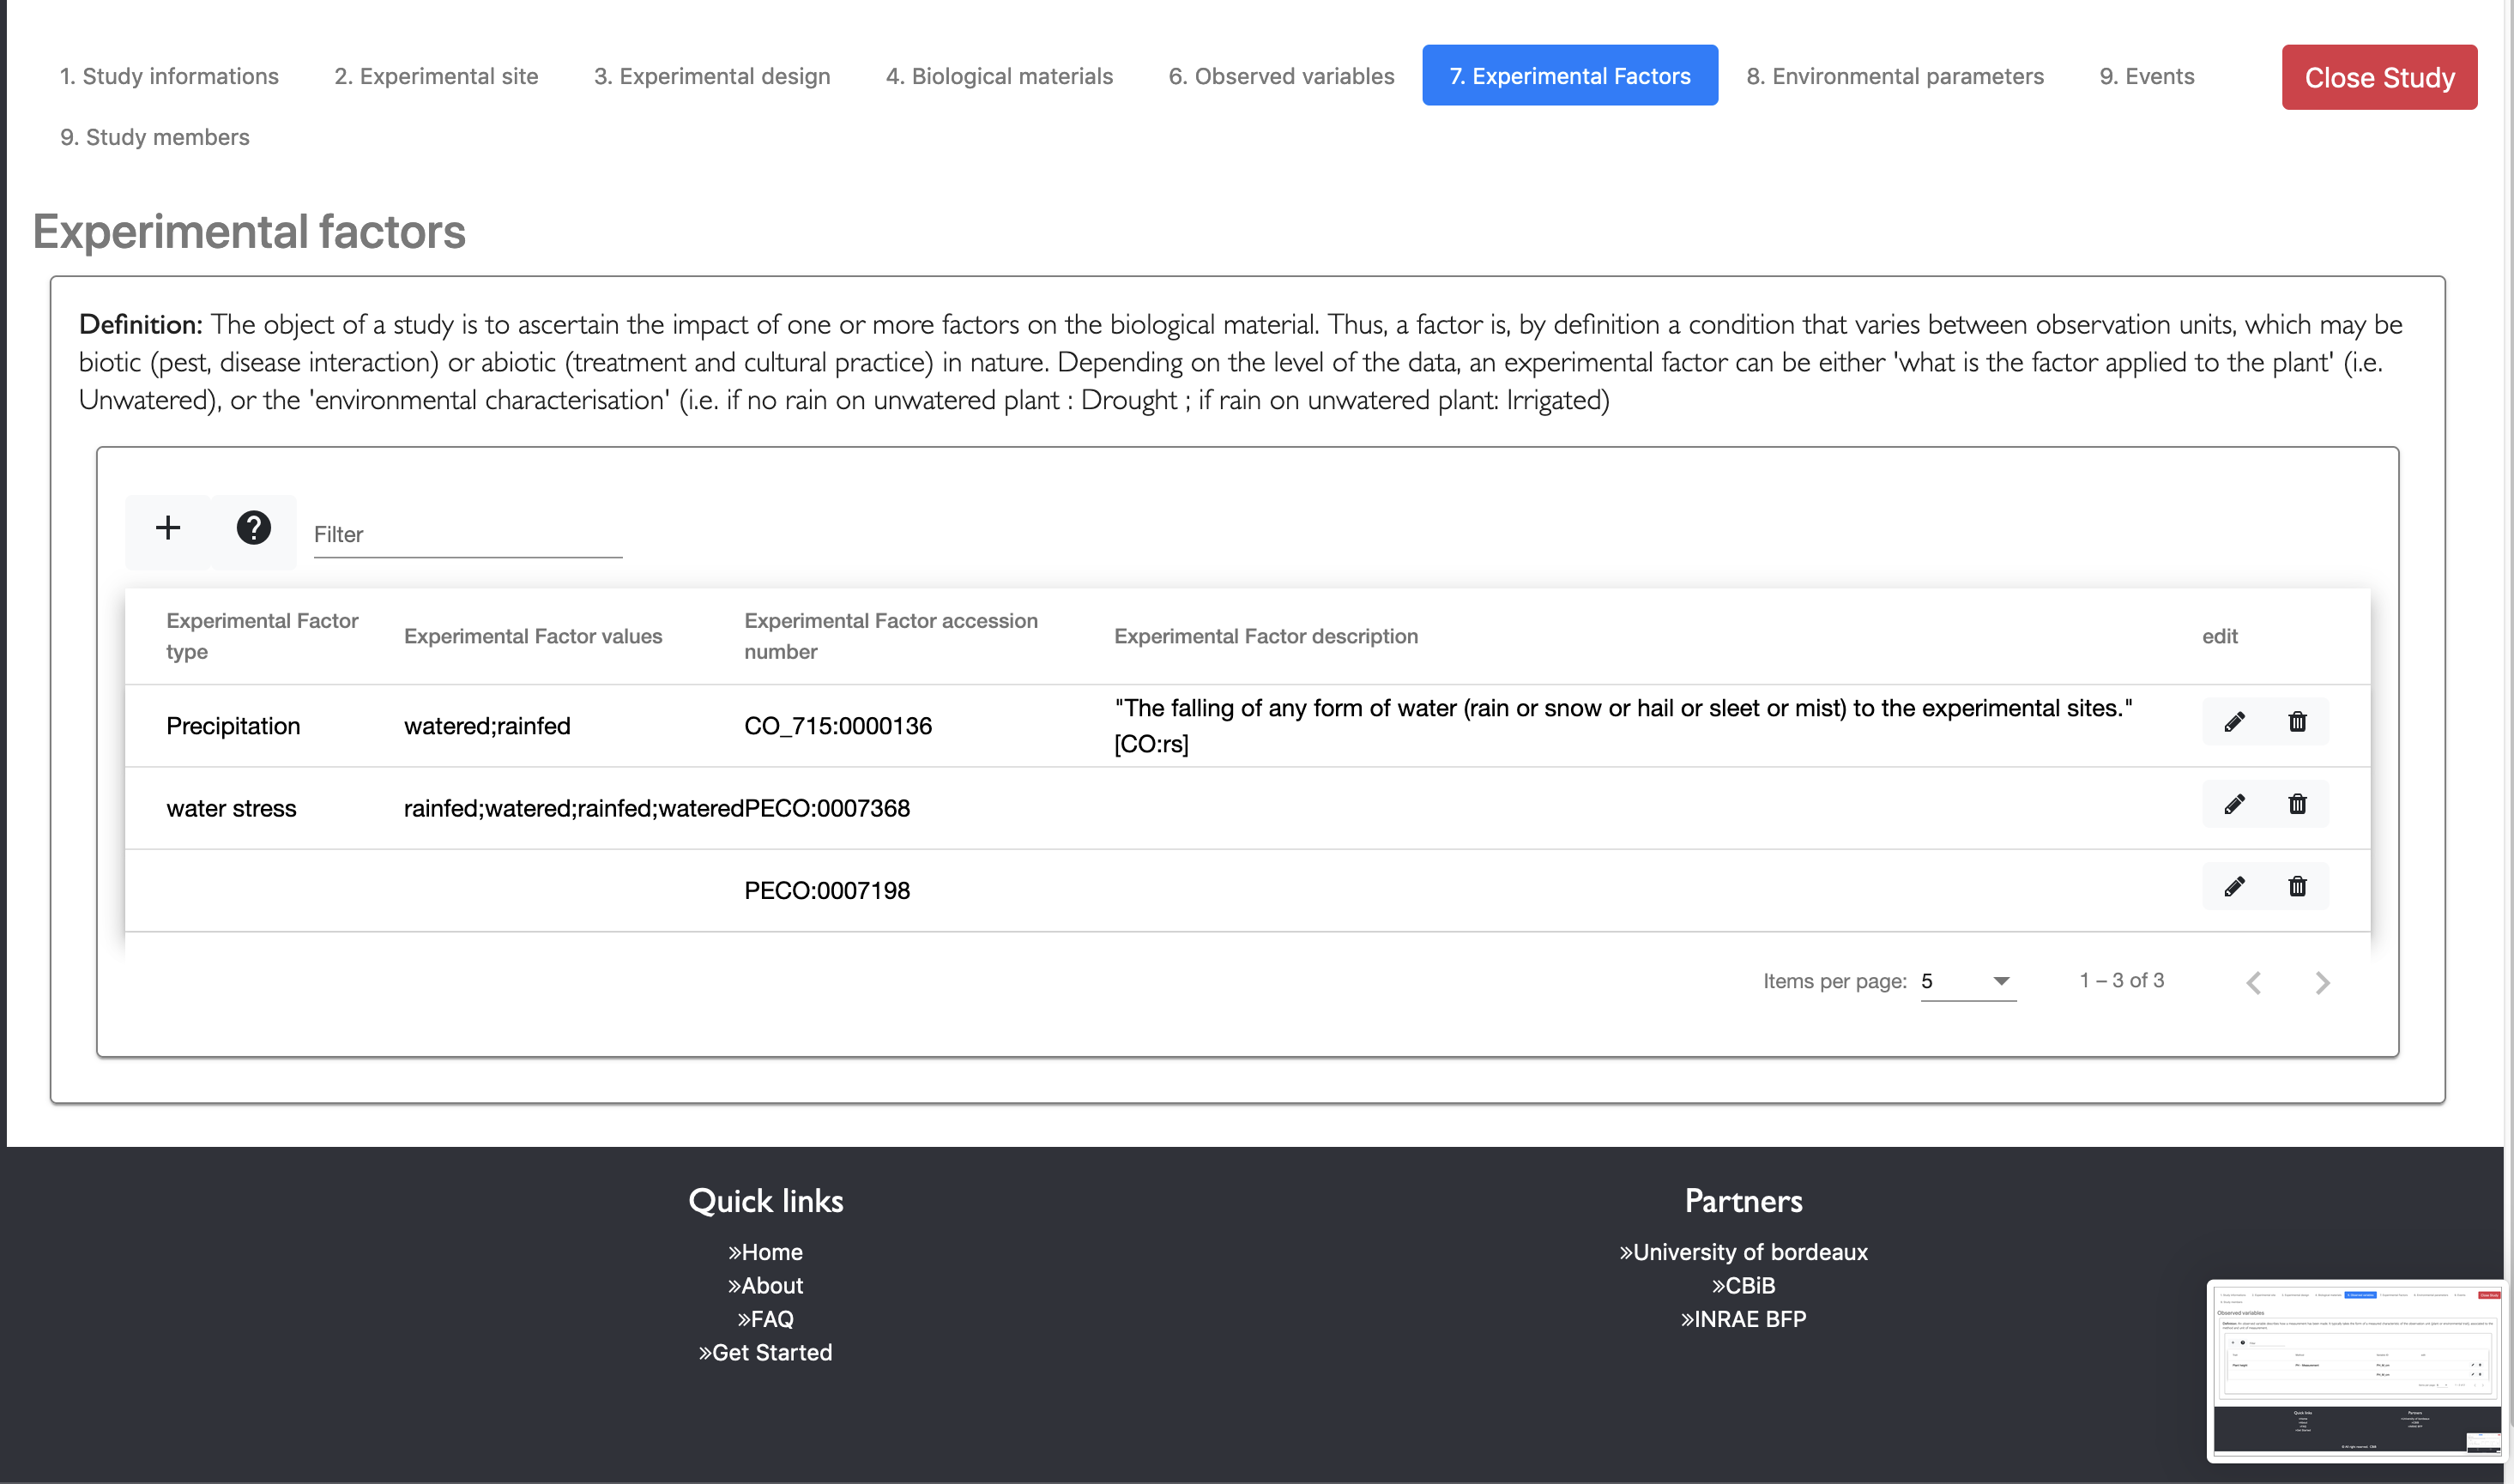 1. Study informations 2. Experimental site 3. Experimental design 4. Biological materials 6. Observed variables 7. Experimental Factors 8. Environmental parameters 9. Events Close Study
9. Study members
Experimental factors
Definition: The object of a study is to ascertain the impact of one or more factors on the biological material. Thus, a factor is, by definition a condition that varies between observation units, which may be
biotic (pest, disease interaction) or abiotic (treatment and cultural practice) in nature. Depending on the level of the data, an experimental factor can be either 'what is the factor applied to the plant' (i.e.
Unwatered), or the 'environmental characterisation' (i.e. if no rain on unwatered plant : Drought ; if rain on unwatered plant: Irrigated)
Filter
Experimental Factor
type
Experimental Factor values
Experimental Factor accession
number
Experimental Factor description
edit
Precipitation
watered;rainfed
CO_715:0000136
"The falling of any form of water (rain or snow or hail or sleet or mist) to the experimental sites."
[CO:rs]
water stress
rainfed;watered;rainfed;watered
PECO:0007368
PECO:0007198
Items per page: 5 1 – 3 of 3
Quick links
»Home
»About
»FAQ
»Get Started
Partners
»University of bordeaux
»CBiB
»INRAE BFP
Observed variables